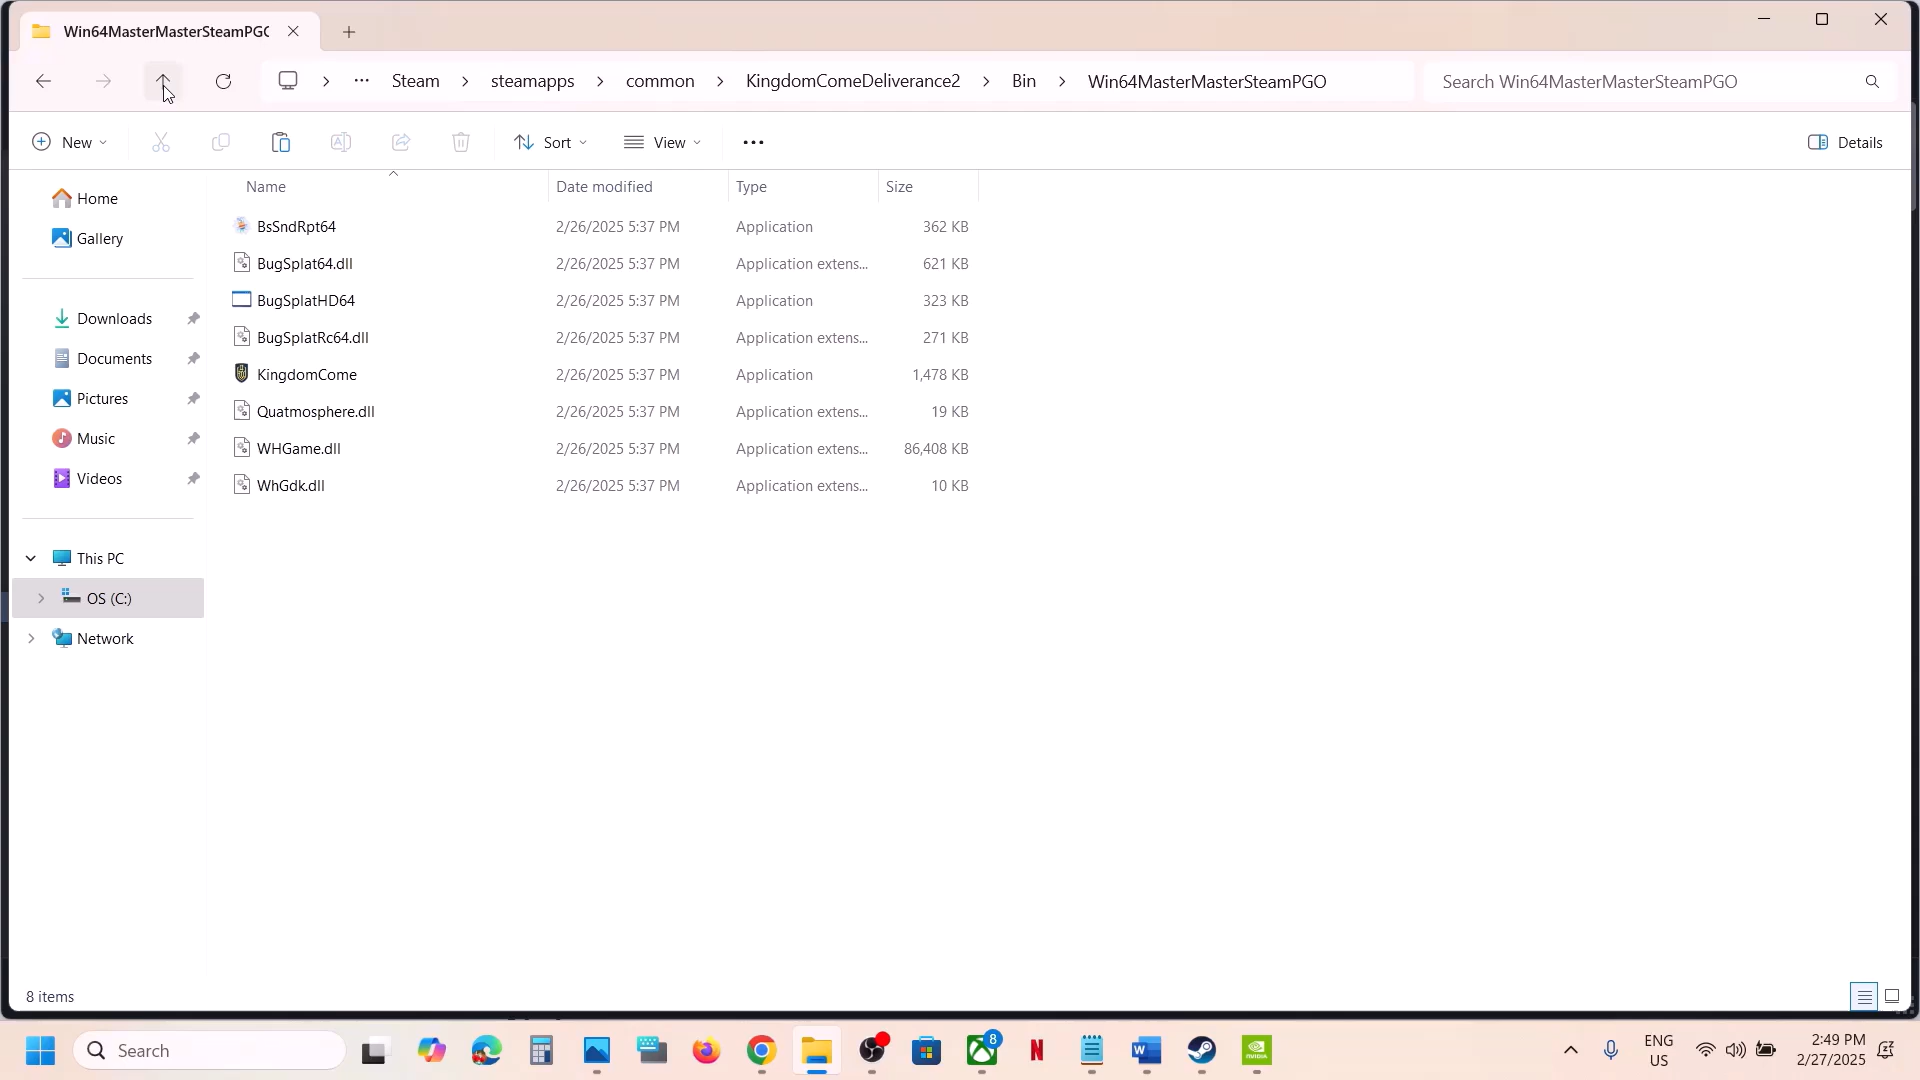 Win64MasterMasterSteamPGO
Steam > steamapps > common > KingdomComeDeliverance2 > Bin > Win64MasterMasterSteamPGO
Search Win64MasterMasterSteamPGO
New
Sort
View
Details
Home
Gallery
Downloads
Documents
Pictures
Music
Videos
This PC
OS (C:)
Network
Name Date modified Type Size
BsSndRpt64 2/26/2025 5:37 PM Application 362 KB
BugSplat64.dll 2/26/2025 5:37 PM Application extens... 621 KB
BugSplatHD64 2/26/2025 5:37 PM Application 323 KB
BugSplatRc64.dll 2/26/2025 5:37 PM Application extens... 271 KB
KingdomCome 2/26/2025 5:37 PM Application 1,478 KB
Quatmosphere.dll 2/26/2025 5:37 PM Application extens... 19 KB
WHGame.dll 2/26/2025 5:37 PM Application extens... 86,408 KB
WhGdk.dll 2/26/2025 5:37 PM Application extens... 10 KB
8 items
Search
8
ENG
US
2:49 PM
2/27/2025